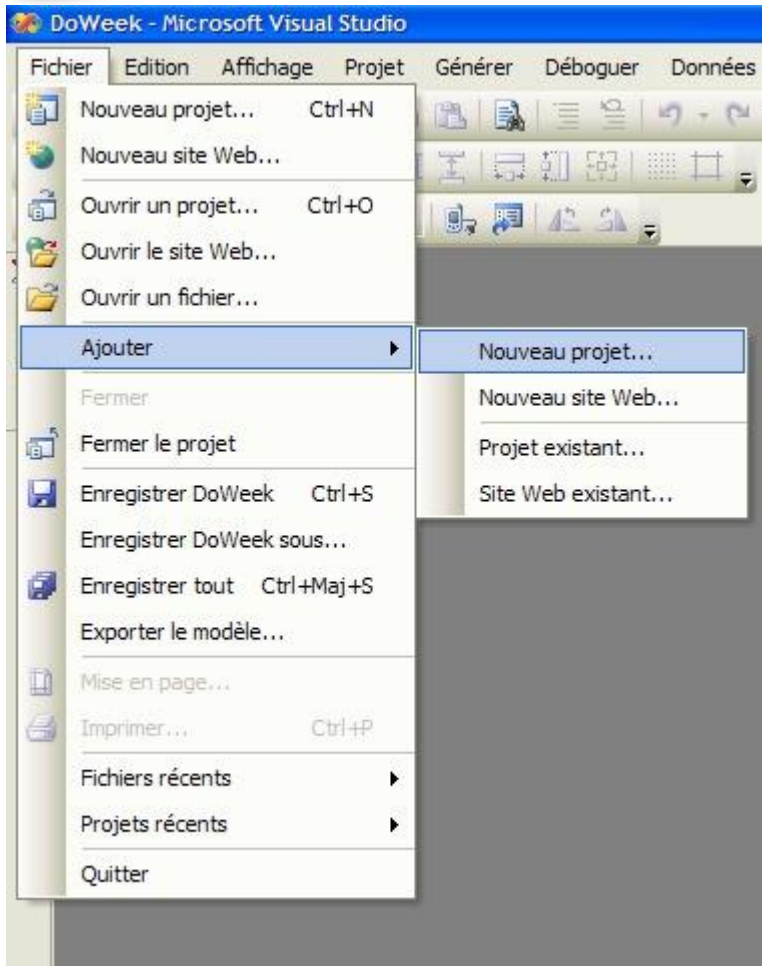 DoWeek - Microsoft Visual Studio
Fichier Edition Affichage Projet Générer Déboguer Données
Nouveau projet... Ctrl+N
Nouveau site Web...
Ouvrir un projet... Ctrl+O
Ouvrir le site Web...
Ouvrir un fichier...
Ajouter
Nouveau projet...
Nouveau site Web...
Projet existant...
Site Web existant...
Fermer
Fermer le projet
Enregistrer DoWeek Ctrl+S
Enregistrer DoWeek sous...
Enregistrer tout Ctrl+Maj+S
Exporter le modèle...
Mise en page...
Imprimer... Ctrl+P
Fichiers récents
Projets récents
Quitter